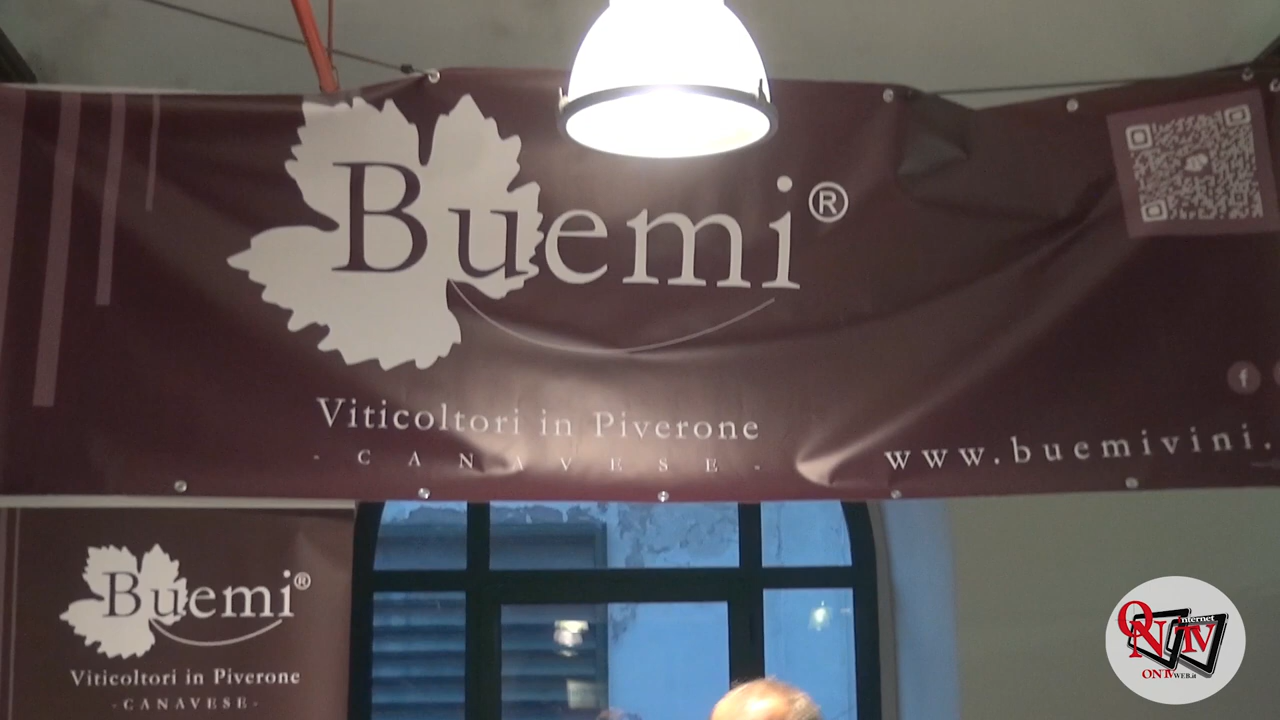 Buemi®
Viticoltori in Piverone
- CANAVESE -
www.buemivini.
f
Buemi®
Viticoltori in Piverone
-CANAVESE-
ON internet TV
ONTVWEB.it